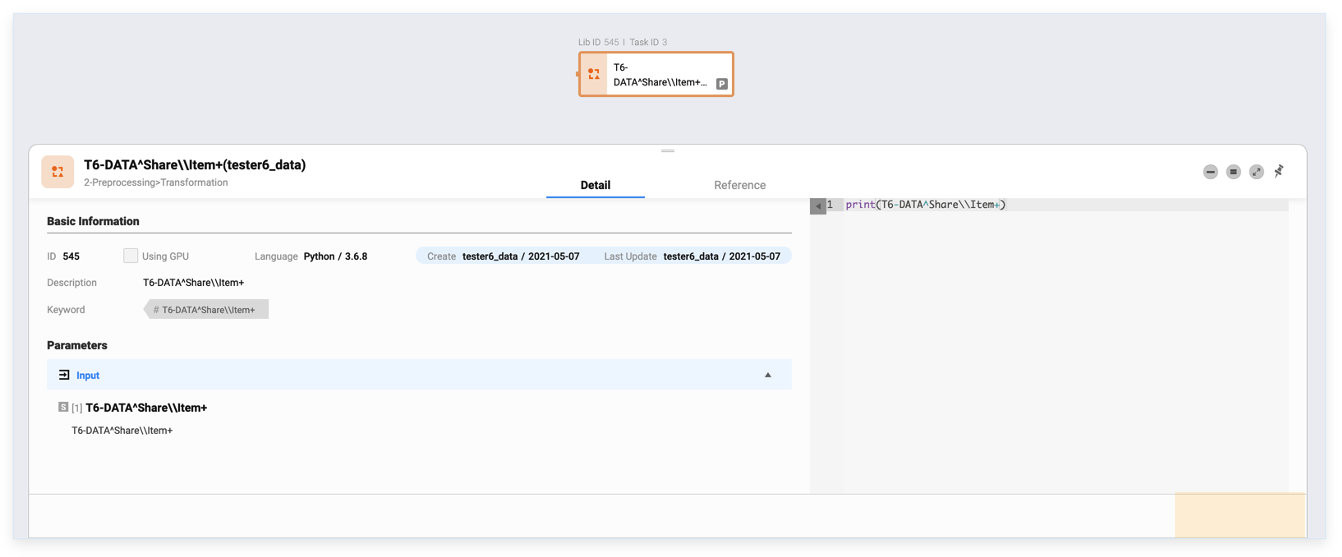 Lib ID 545 | Task ID 3
T6-
DATA^Share\\Item+...
P
T6-DATA^Share\\Item+(tester6_data)
2-Preprocessing>Transformation
Detail
Reference
Basic Information
ID 545 Using GPU Language Python / 3.6.8 Create tester6_data / 2021-05-07 Last Update tester6_data / 2021-05-07
Description T6-DATA^Share\\Item+
Keyword # T6-DATA^Share\\Item+
Parameters
Input
S [1] T6-DATA^Share\\Item+
T6-DATA^Share\\Item+
1 print(T6-DATA^Share\\Item+)